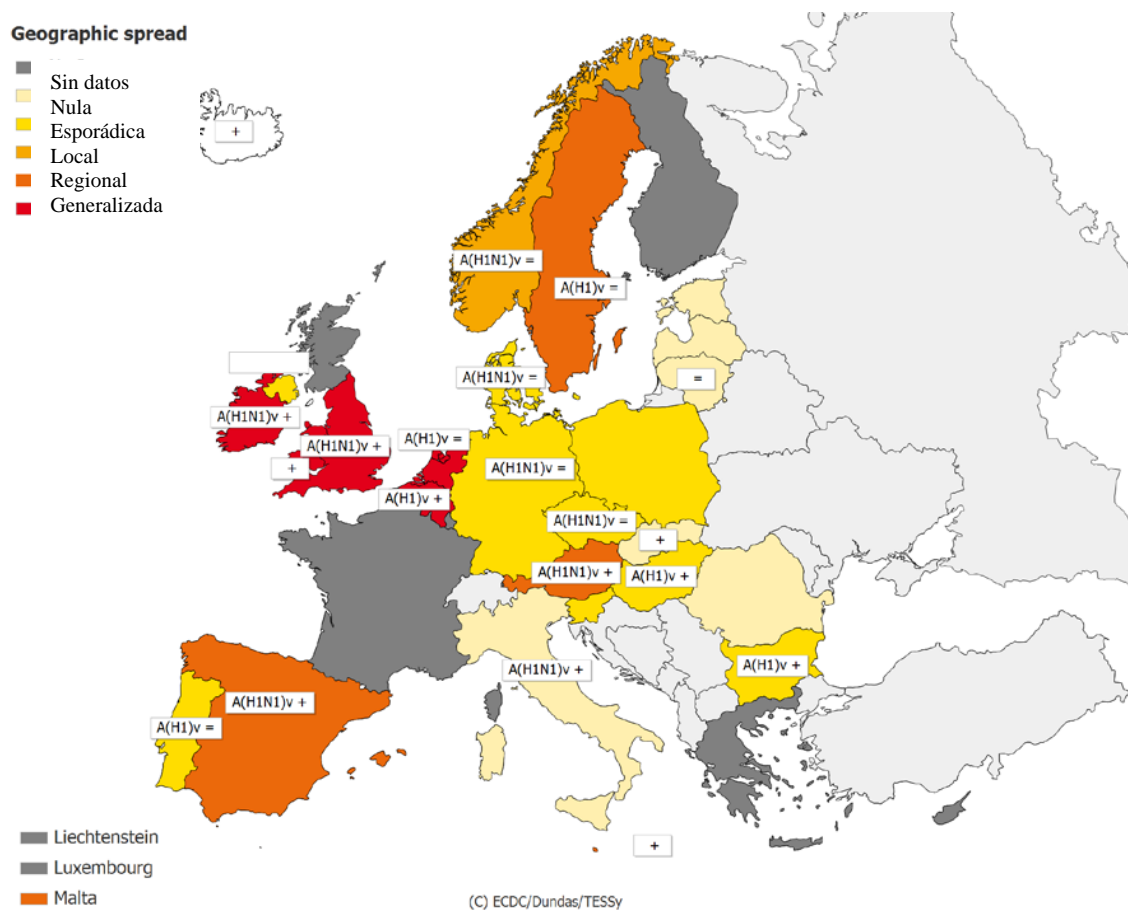 Geographic spread
Sin datos
Nula
Esporádica
Local
Regional
Generalizada
+
A(H1N1)v =
A(H1)v =
A(H1N1)v =
=
A(H1N1)v +
A(H1N1)v +
A(H1)v =
+
A(H1N1)v =
A(H1)v +
A(H1N1)v =
+
A(H1N1)v +
A(H1)v +
A(H1N1)v +
A(H1)v +
A(H1N1)v +
A(H1)v =
+
Liechtenstein
Luxembourg
Malta
(C) ECDC/Dundas/TESSy